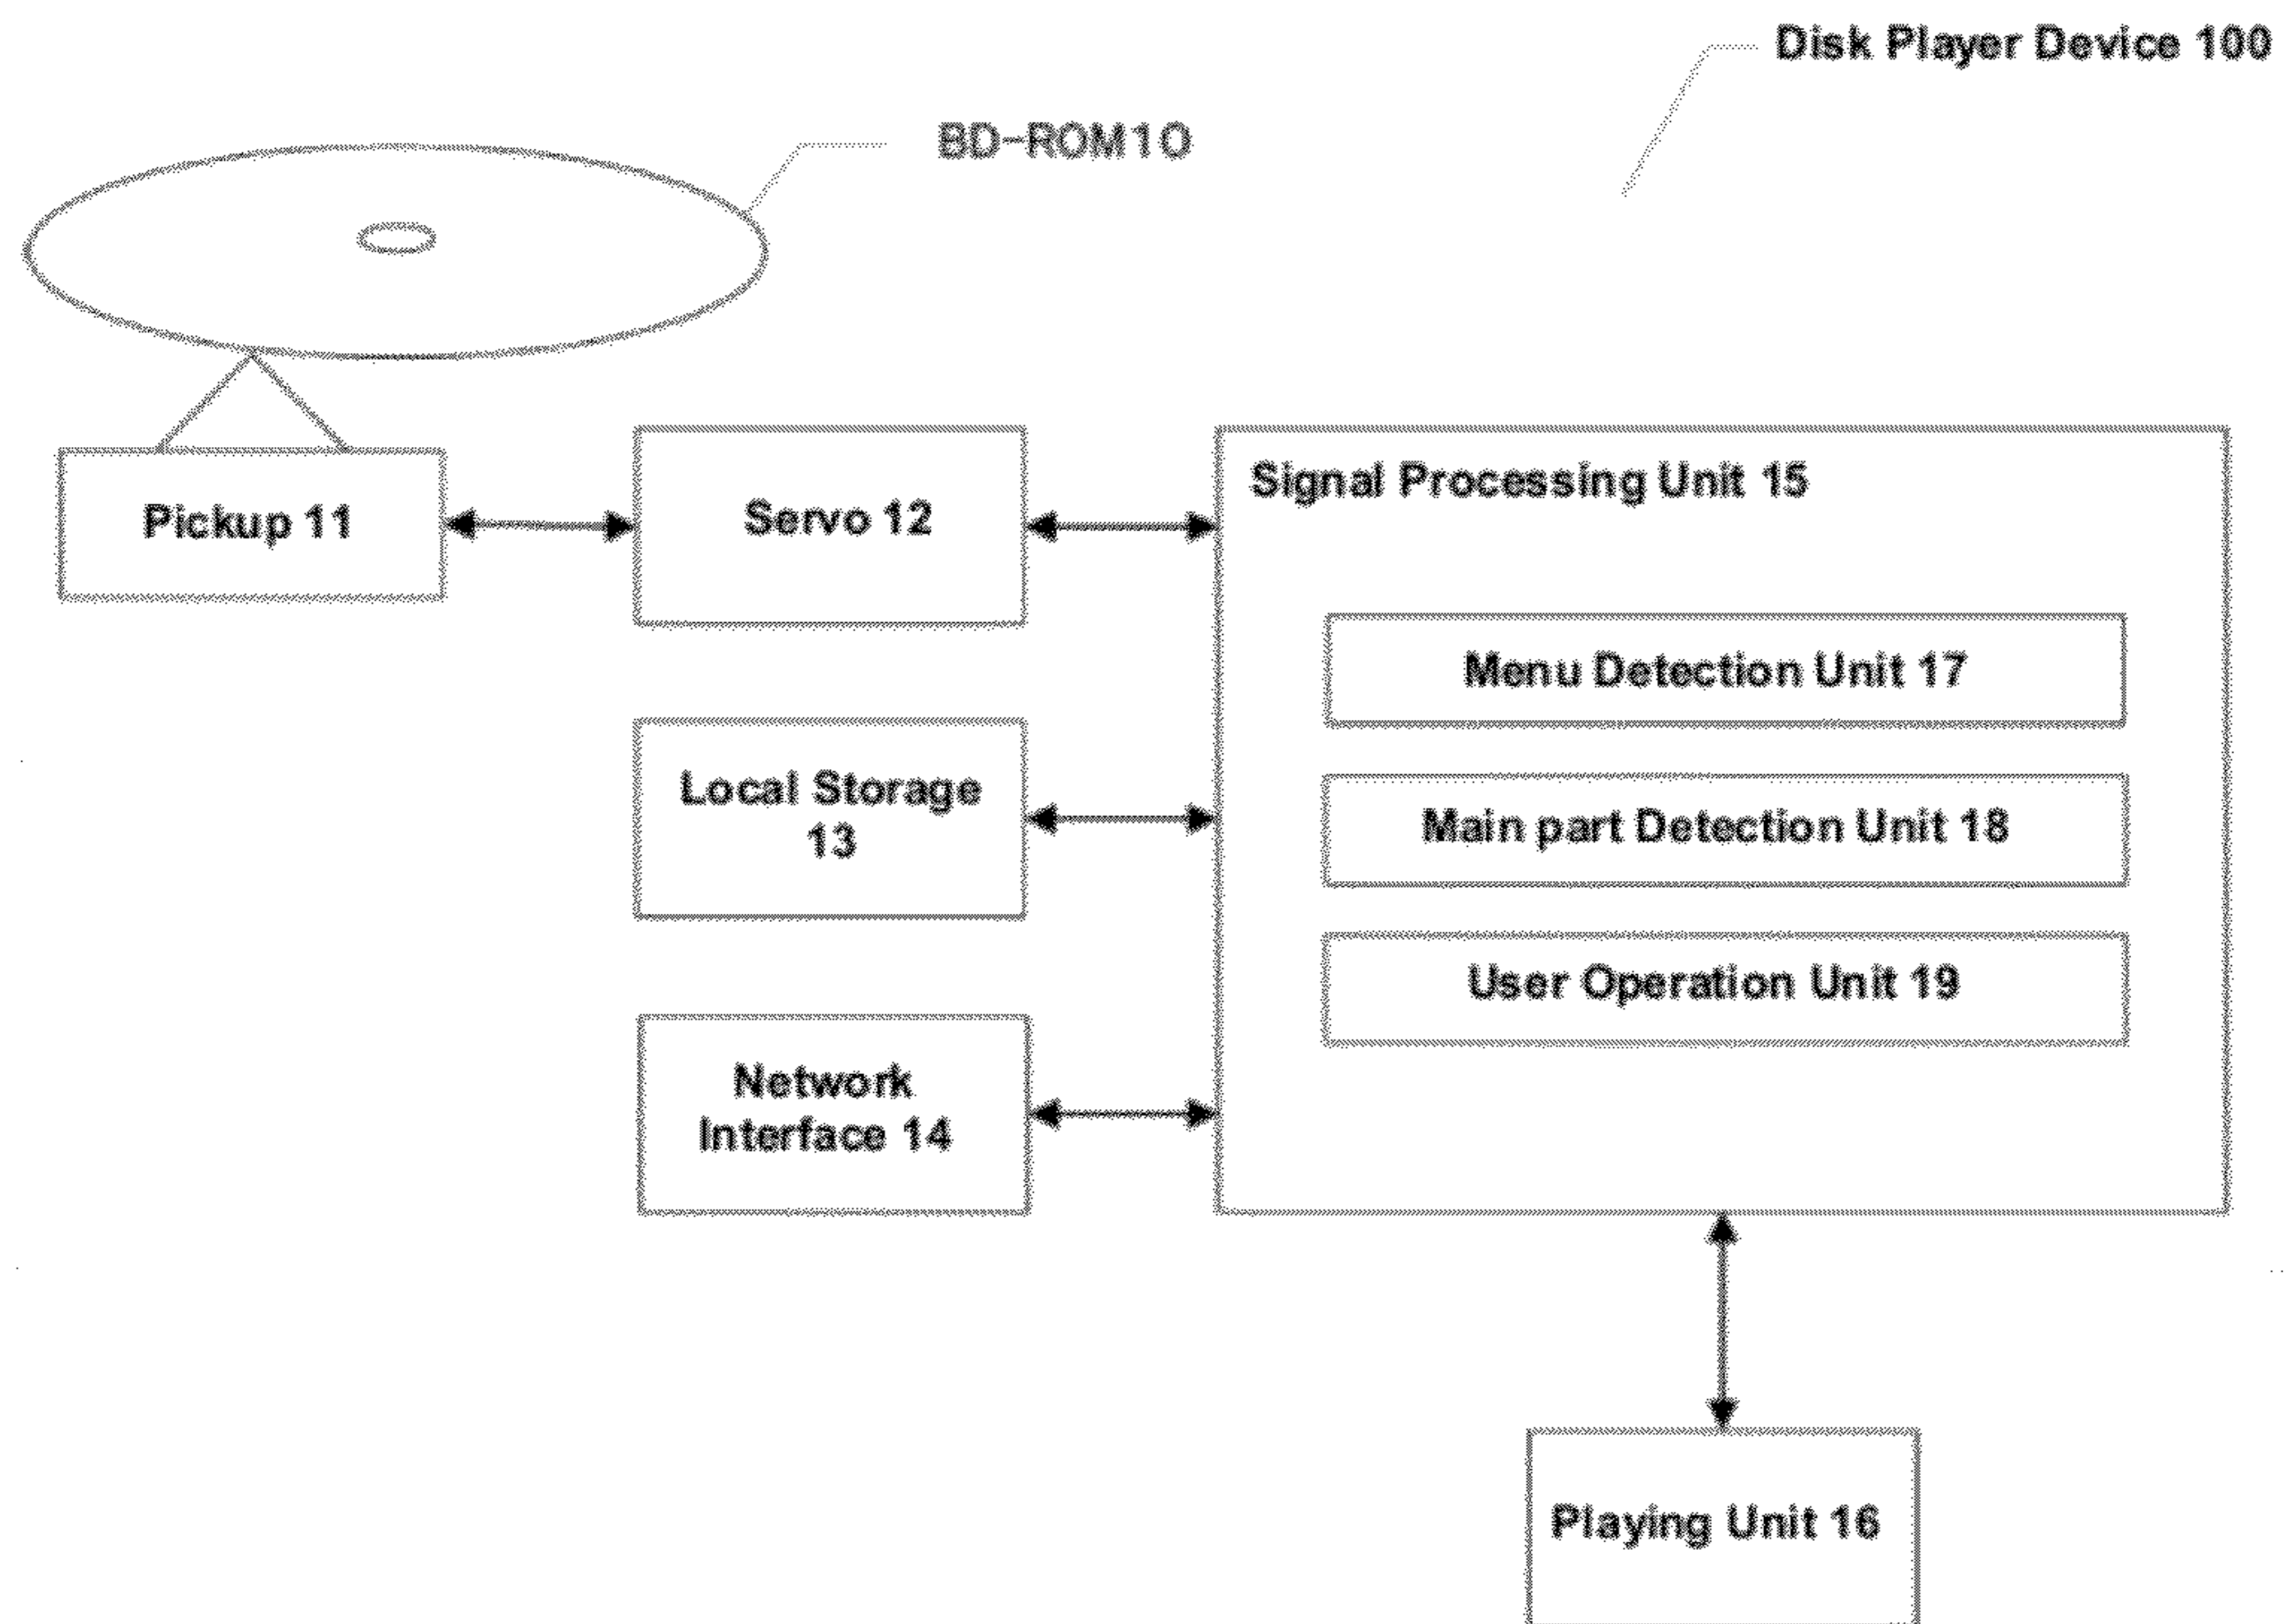 Disk Player Device 100
BD-ROM10
Pickup 11
Servo 12
Signal Processing Unit 15
Menu Detection Unit 17
Local Storage
13
Main part Detection Unit 18
User Operation Unit 19
Network
Interface 14
Playing Unit 16